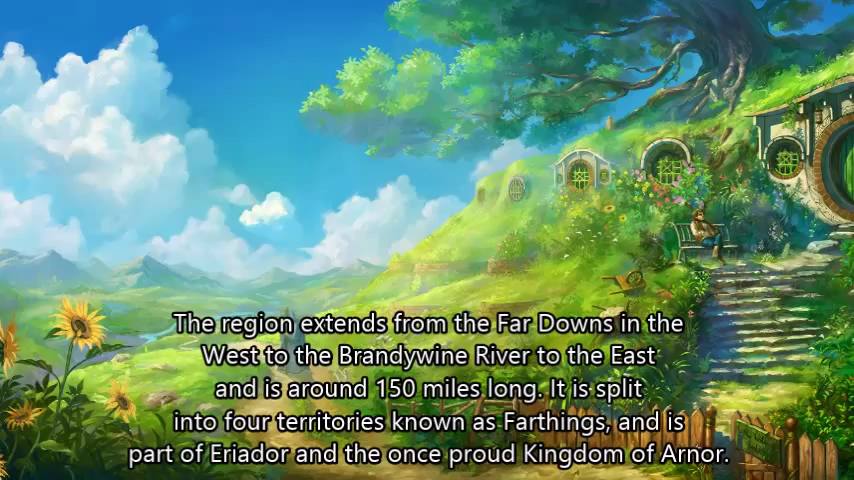 The region extends from the Far Downs in the
West to the Brandywine River to the East
and is around 150 miles long. It is split
into four territories known as Farthings, and is
part of Eriador and the once proud Kingdom of Arnor.